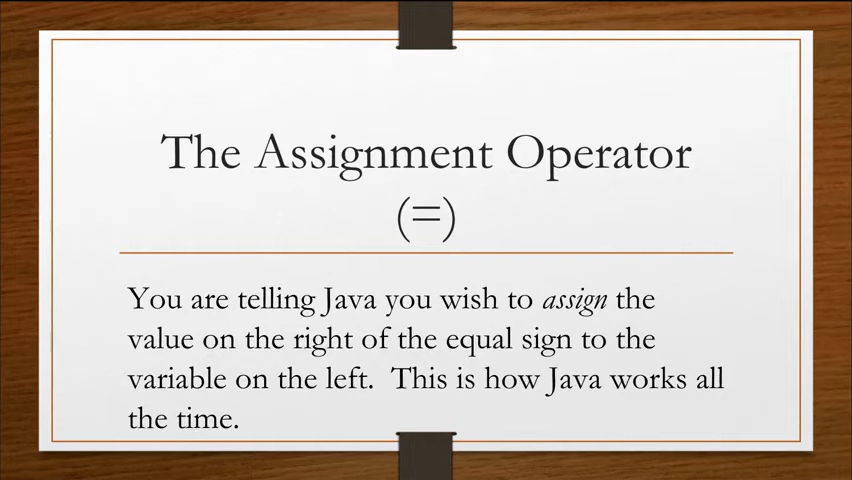 The Assignment Operator
(=)
You are telling Java you wish to assign the
value on the right of the equal sign to the
variable on the left.  This is how Java works all
the time.